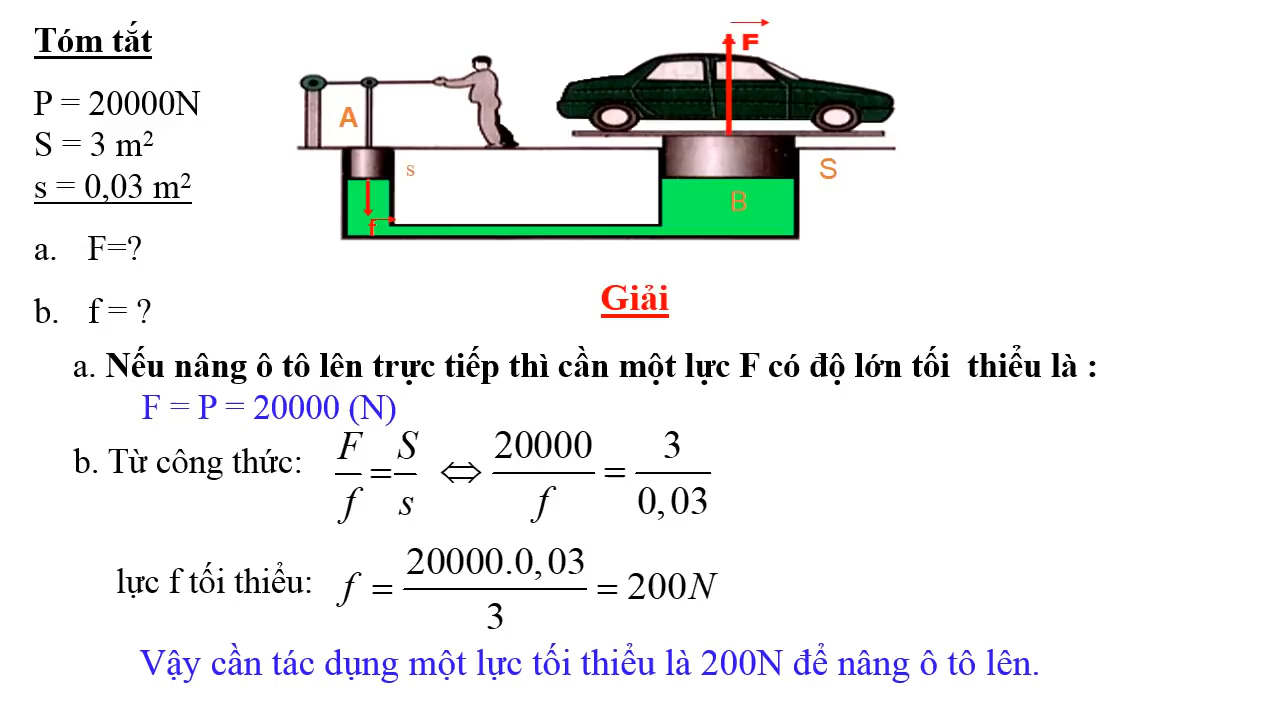 Tóm tắt
P = 20000N
S = 3 m²
s = 0,03 m²
a. F=?
b. f = ?
F
A
s
S
B
f
Giải
a. Nếu nâng ô tô lên trực tiếp thì cần một lực F có độ lớn tối thiểu là :
F = P = 20000 (N)
b. Từ công thức: F/f = S/s ⇔ 20000/f = 3/0,03
lực f tối thiểu: f = 20000.0,03/3 = 200N
Vậy cần tác dụng một lực tối thiểu là 200N để nâng ô tô lên.